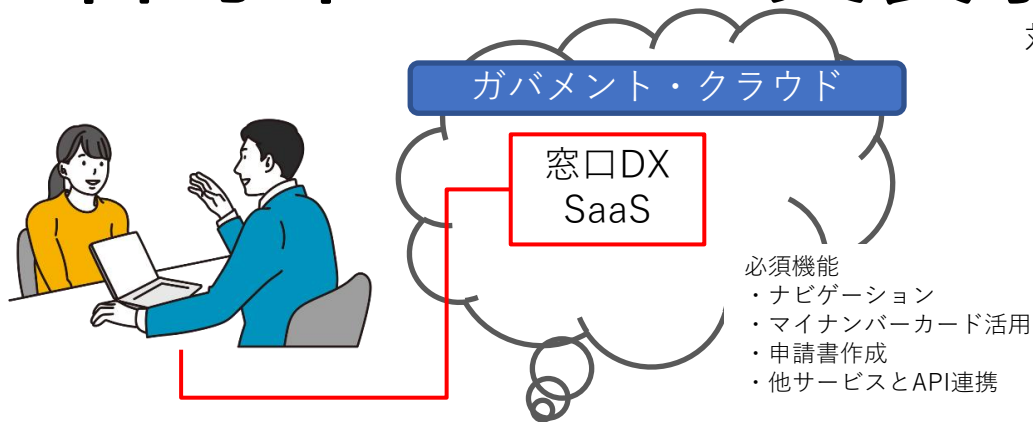 ガバメント・クラウド
窓口DX
SaaS
必須機能
・ナビゲーション
・マイナンバーカード活用
・申請書作成
・他サービスとAPI連携